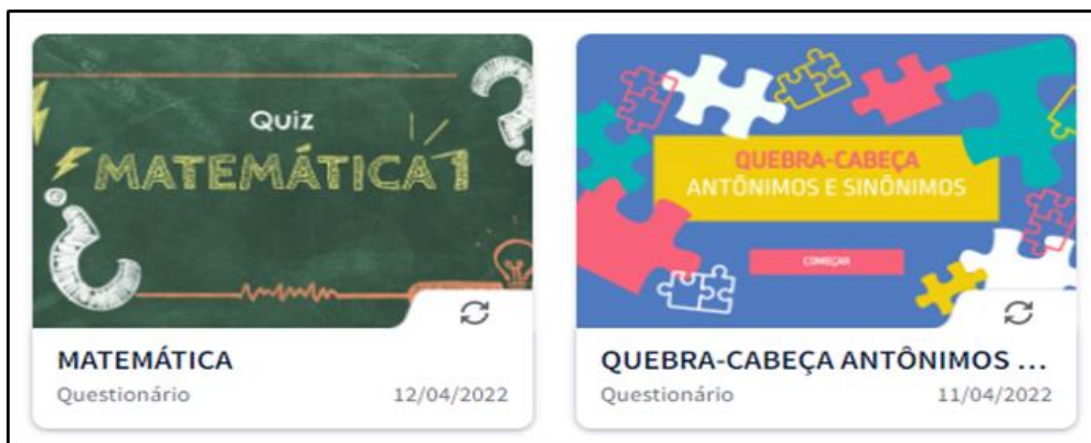 Quiz
MATEMÁTICA 1
MATEMÁTICA
Questionário 12/04/2022
QUEBRA-CABEÇA
ANTÔNIMOS E SINÔNIMOS
COMEÇAR
QUEBRA-CABEÇA ANTÔNIMOS ...
Questionário 11/04/2022